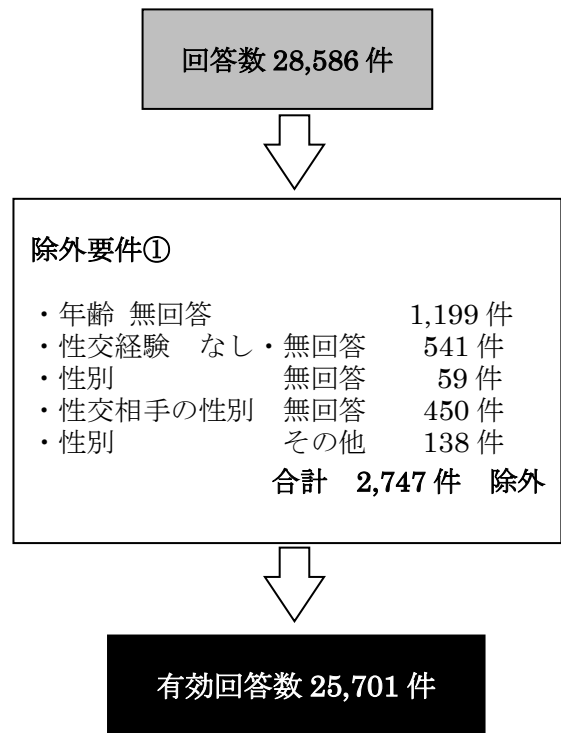 回答数 28,586 件
除外要件①
・年齢 無回答 1,199 件
・性交経験 なし・無回答 541 件
・性別 無回答 59 件
・性交相手の性別 無回答 450 件
・性別 その他 138 件
合計 2,747 件 除外
有効回答数 25,701 件